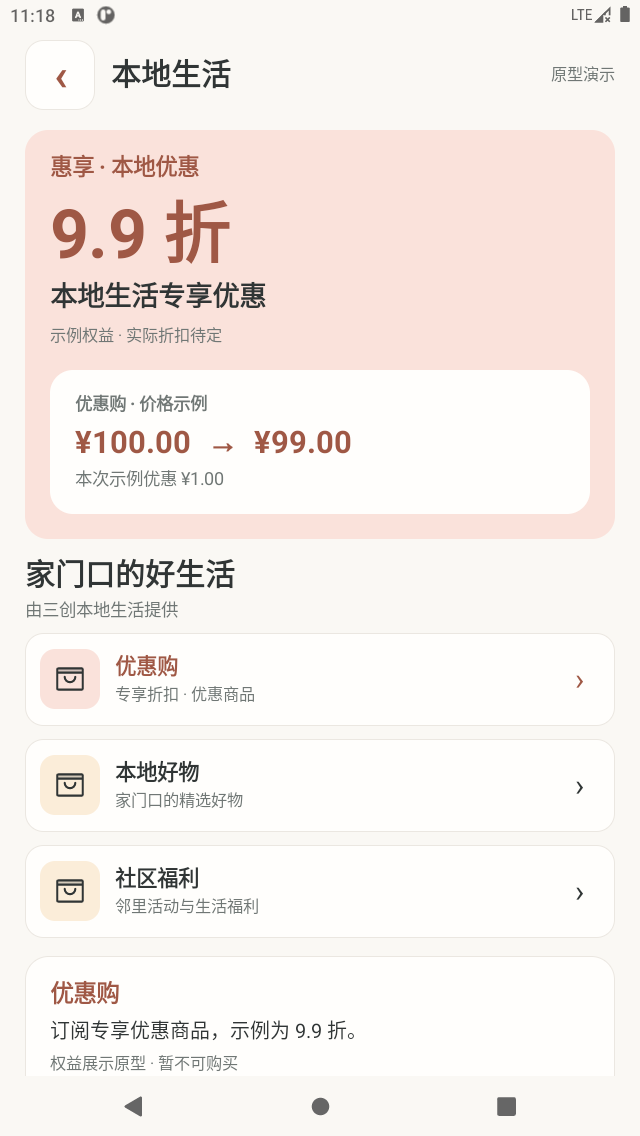 11:18
LTE
本地生活
原型演示
惠享 · 本地优惠
9.9 折
本地生活专享优惠
示例权益 · 实际折扣待定
优惠购 · 价格示例
¥100.00 → ¥99.00
本次示例优惠 ¥1.00
家门口的好生活
由三创本地生活提供
优惠购
专享折扣 · 优惠商品
本地好物
家门口的精选好物
社区福利
邻里活动与生活福利
优惠购
订阅专享优惠商品，示例为 9.9 折。
权益展示原型 · 暂不可购买